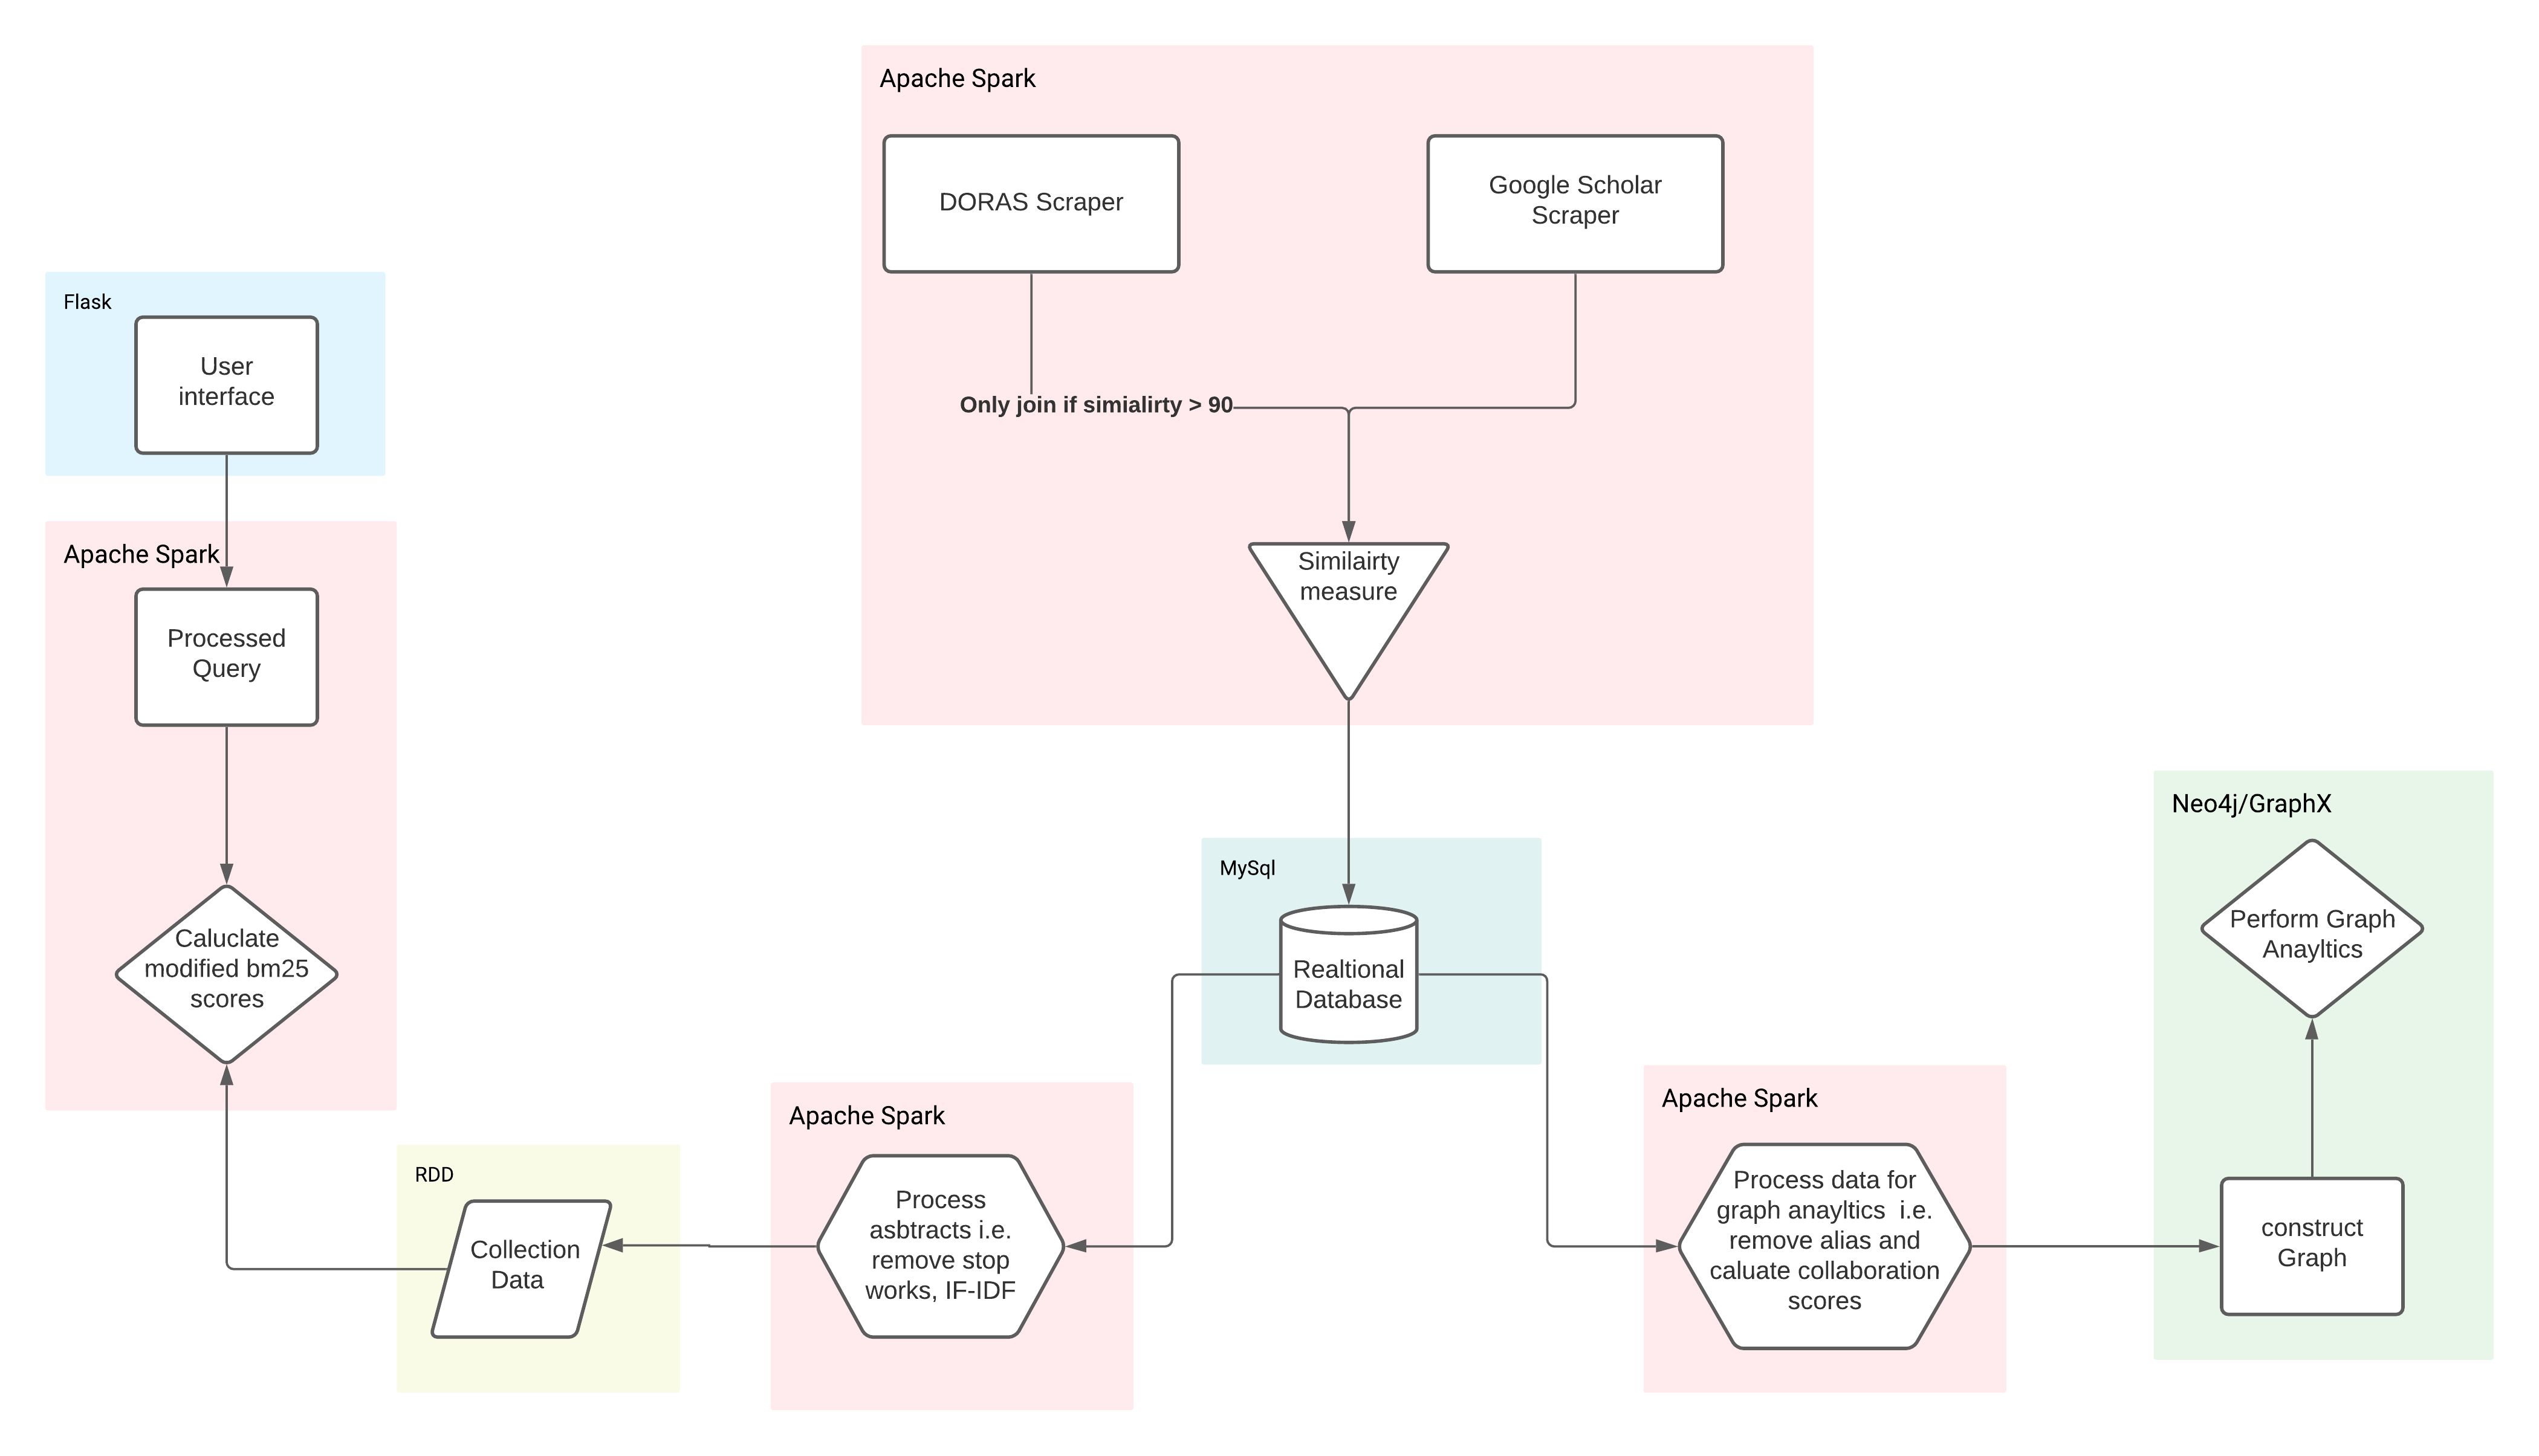 Apache Spark
DORAS Scraper
Google Scholar
Scraper
Only join if simialirty > 90
Similairty
measure
Flask
User
interface
Apache Spark
Processed
Query
Caluclate
modified bm25
scores
MySql
Realtional
Database
RDD
Collection
Data
Apache Spark
Process
asbtracts i.e.
remove stop
works, IF-IDF
Apache Spark
Process data for
graph anayltics  i.e.
remove alias and
caluate collaboration
scores
Neo4j/GraphX
Perform Graph
Anayltics
construct
Graph